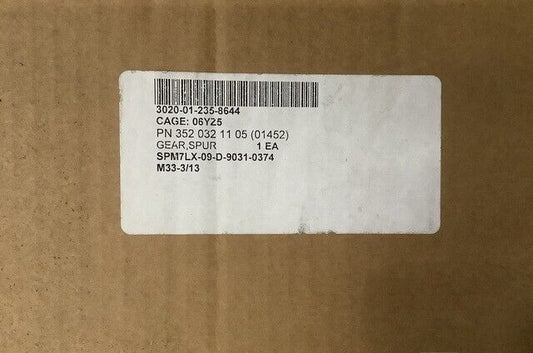 3020-01-235-8644
CAGE: 06Y25
PN 352 032 11 05 (01452)
GEAR,SPUR 1 EA
SPM7LX-09-D-9031-0374
M33-3/13